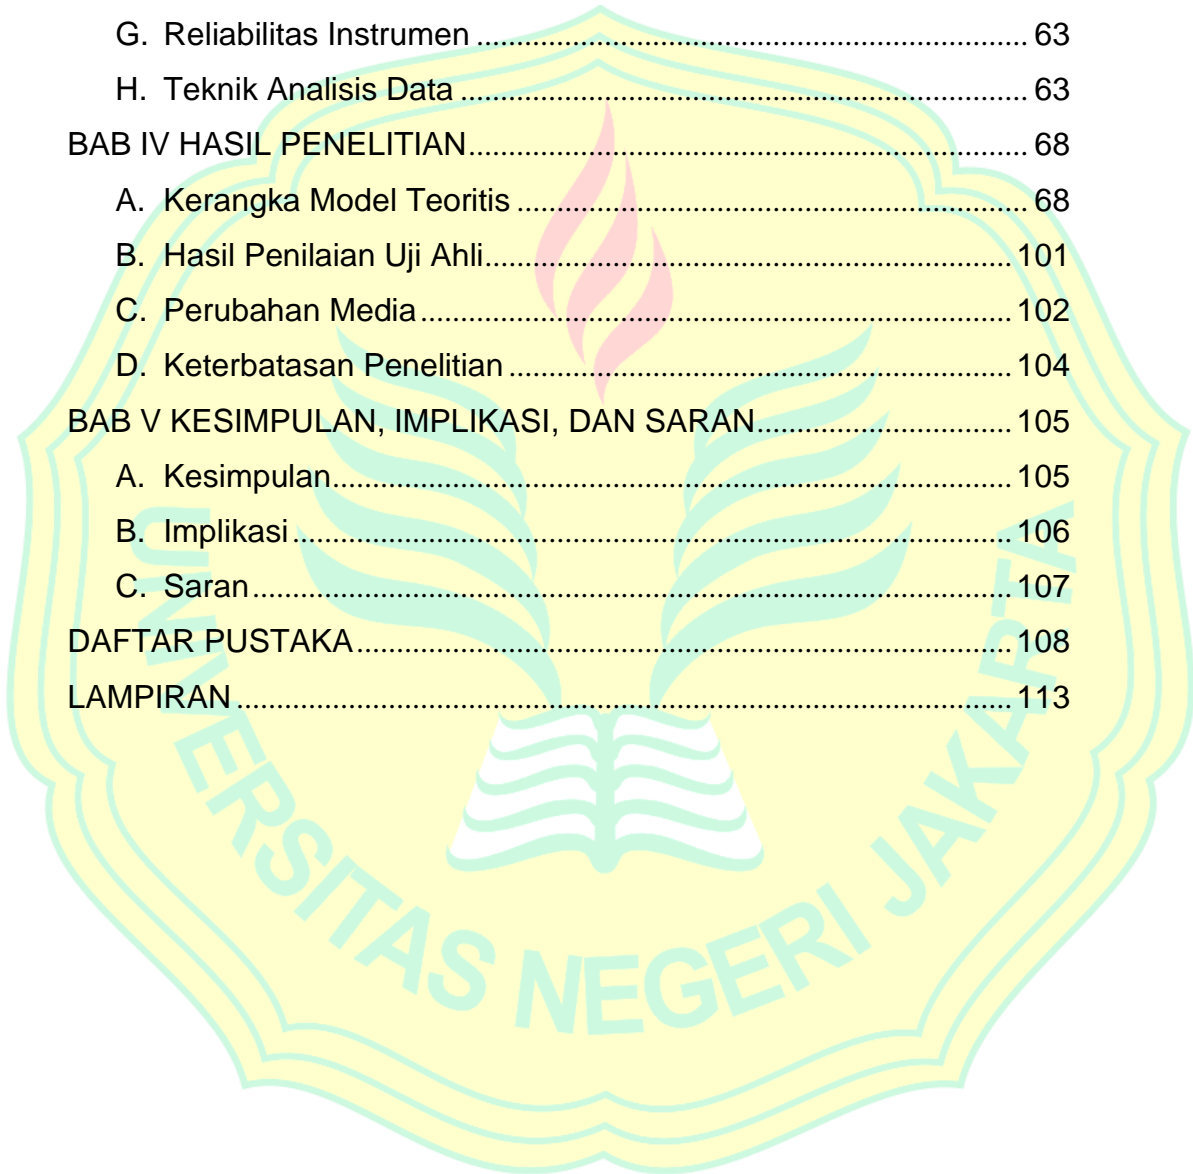 G. Reliabilitas Instrumen ..................................................................... 63
H. Teknik Analisis Data ....................................................................... 63
BAB IV HASIL PENELITIAN...................................................................... 68
A. Kerangka Model Teoritis ................................................................ 68
B. Hasil Penilaian Uji Ahli.................................................................. 101
C. Perubahan Media .......................................................................... 102
D. Keterbatasan Penelitian ............................................................... 104
BAB V KESIMPULAN, IMPLIKASI, DAN SARAN................................ 105
A. Kesimpulan..................................................................................... 105
B. Implikasi .......................................................................................... 106
C. Saran ............................................................................................... 107
DAFTAR PUSTAKA.................................................................................. 108
LAMPIRAN ................................................................................................. 113
UNIVERSITAS NEGERI JAKARTA